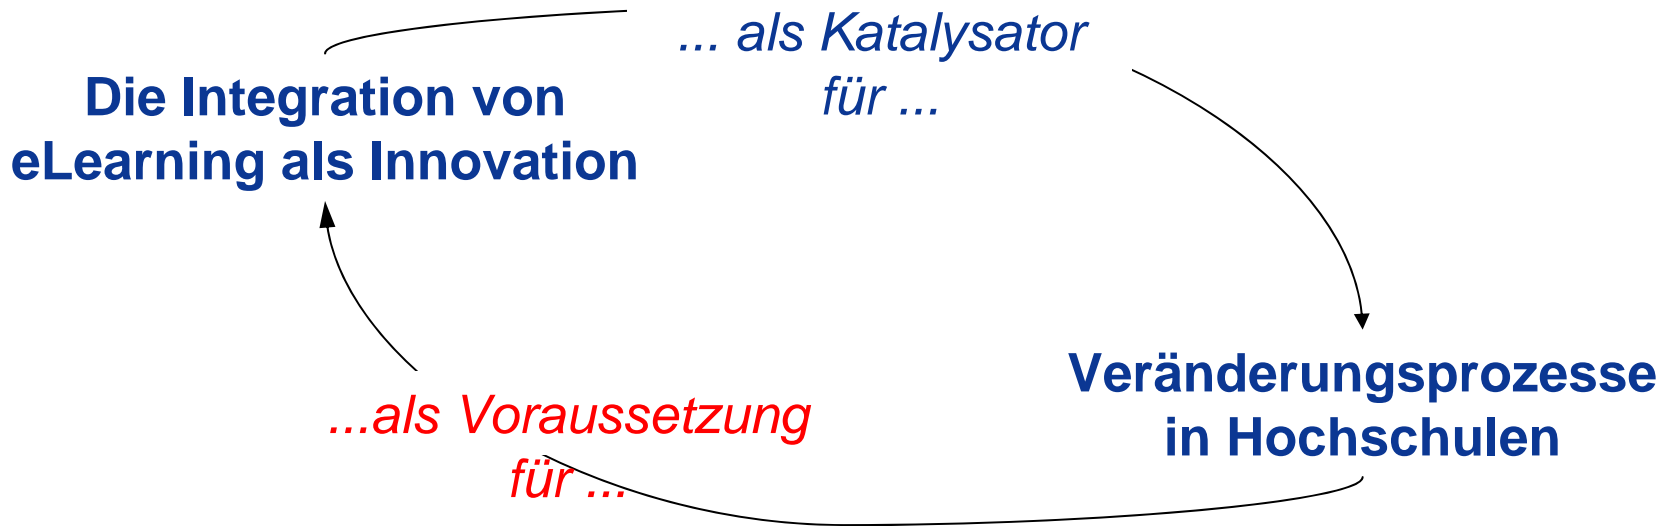 ... als Katalysator
für ...
Die Integration von
eLearning als Innovation
Veränderungsprozesse
in Hochschulen
...als Voraussetzung
für ...